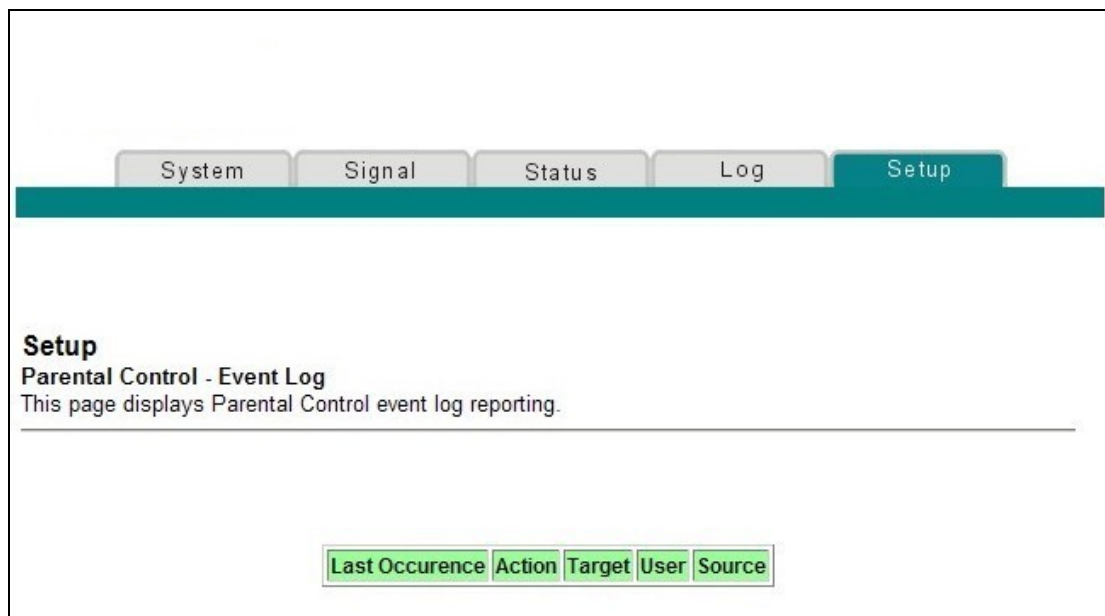 System Signal Status Log Setup
Setup
Parental Control - Event Log
This page displays Parental Control event log reporting.
Last Occurence Action Target User Source